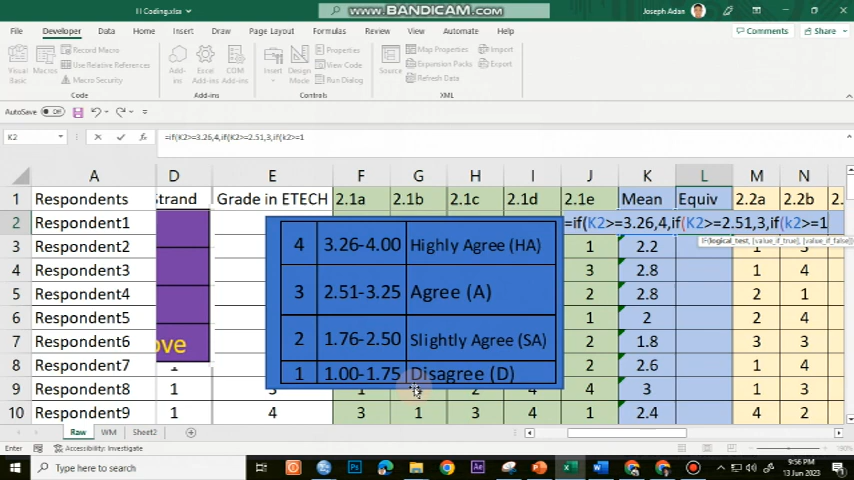 H Coding.xlsx
www.BANDICAM.com
Joseph Adan
File Developer Data Home Insert Draw Page Layout Formulas Review View Automate Help
Comments Share
Visual Basic
Macros
Record Macro
Use Relative References
Macro Security
Code
Add-ins
Excel Add-ins
COM Add-ins
Add-ins
Insert
Design Mode
Properties
View Code
Run Dialog
Controls
Source
Map Properties
Expansion Packs
Refresh Data
Import
Export
XML
AutoSave Off
K2
=if(K2>=3.26,4,if(K2>=2.51,3,if(k2>=1
A D E F G H I J K L M N
1 Respondents Strand Grade in ETECH 2.1a 2.1b 2.1c 2.1d 2.1e Mean Equiv 2.2a 2.2b 2.
2 Respondent1 =if(K2>=3.26,4,if(K2>=2.51,3,if(k2>=1
IF(logical_test, [value_if_true], [value_if_false])
3 Respondent2 1 2.2
4 Respondent3 3 2.8 1 4
5 Respondent4 2 2.8 2 1
6 Respondent5 1 2 2 4
7 Respondent6 ove 3 1.8 3 3
8 Respondent7 1 2 2.6 1 4
9 Respondent8 1 4 4 3 1 3
10 Respondent9 1 4 3 1 3 4 1 2.4 4 2
4 3.26-4.00 Highly Agree (HA)
3 2.51-3.25 Agree (A)
2 1.76-2.50 Slightly Agree (SA)
1 1.00-1.75 Disagree (D)
Raw WM Sheet2
Enter Accessibility: Investigate 90%
Type here to search
9:56 PM
13 Jun 2023